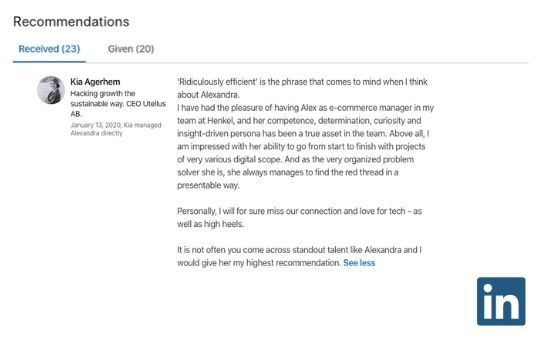 Recommendations
Received (23)
Given (20)
Kia Agerhem
Hacking growth the
sustainable way. CEO Utellus
AB.
January 13, 2020, Kia managed
Alexandra directly
'Ridiculously efficient' is the phrase that comes to mind when I think
about Alexandra.
I have had the pleasure of having Alex as e-commerce manager in my
team at Henkel, and her competence, determination, curiosity and
insight-driven persona has been a true asset in the team. Above all, I
am impressed with her ability to go from start to finish with projects
of very various digital scope. And as the very organized problem
solver she is, she always manages to find the red thread in a
presentable way.
Personally, I will for sure miss our connection and love for tech - as
well as high heels.
It is not often you come across standout talent like Alexandra and I
would give her my highest recommendation. See less
in